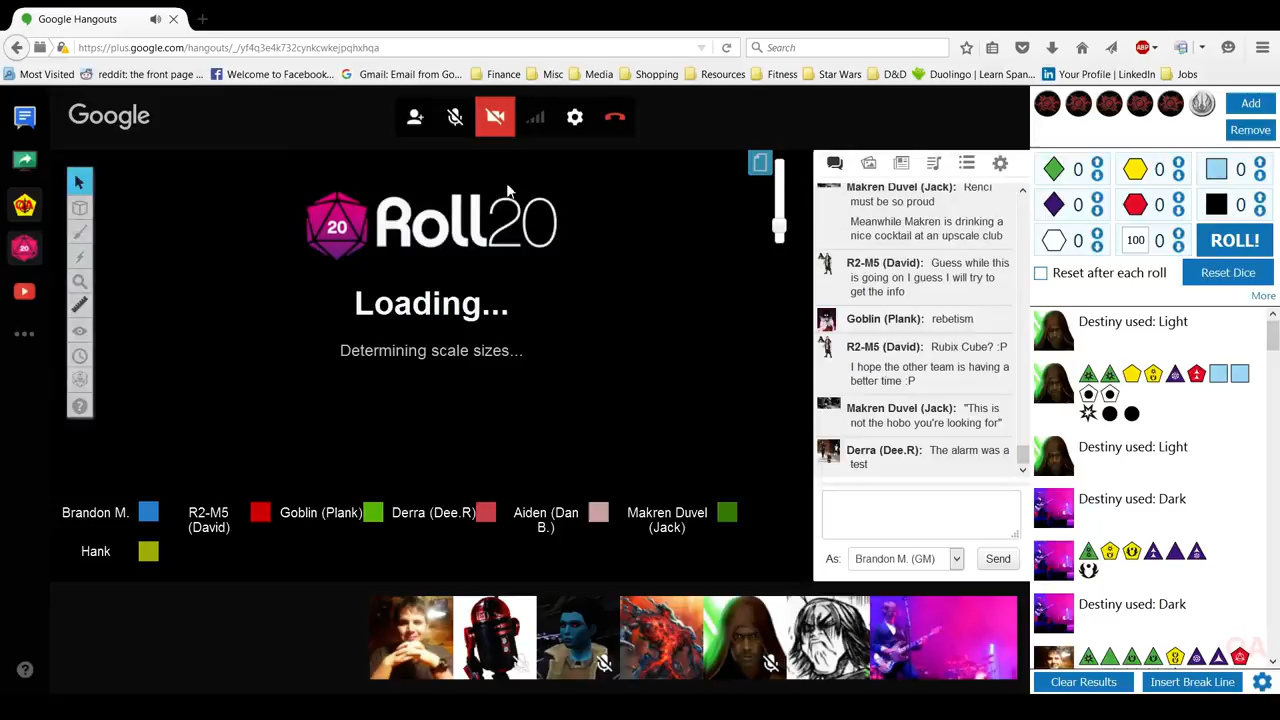 Google Hangouts
https://plus.google.com/hangouts/_/yf4q3e4k732cynkcwkejpqhxhqa
Search
ABP
Most Visited
reddit: the front page ...
Welcome to Facebook...
Gmail: Email from Go...
Finance
Misc
Media
Shopping
Resources
Fitness
Star Wars
D&D
Duolingo | Learn Span...
Your Profile | LinkedIn
Jobs
Google
20
Roll20
Loading...
Determining scale sizes...
Brandon M.
R2-M5
(David)
Goblin (Plank)
Derra (Dee.R)
Aiden (Dan
B.)
Makren Duvel
(Jack)
Hank
Makren Duvel (Jack): Renci
must be so proud
Meanwhile Makren is drinking a
nice cocktail at an upscale club
R2-M5 (David): Guess while this
is going on I guess I will try to
get the info
Goblin (Plank): rebetism
R2-M5 (David): Rubix Cube? :P
I hope the other team is having a
better time :P
Makren Duvel (Jack): "This is
not the hobo you're looking for"
Derra (Dee.R): The alarm was a
test
As: Brandon M. (GM) Send
Add
Remove
0 0 0
0 0 0
0 100 0 ROLL!
Reset after each roll Reset Dice
More
Destiny used: Light
Destiny used: Light
Destiny used: Dark
Destiny used: Dark
Clear Results Insert Break Line